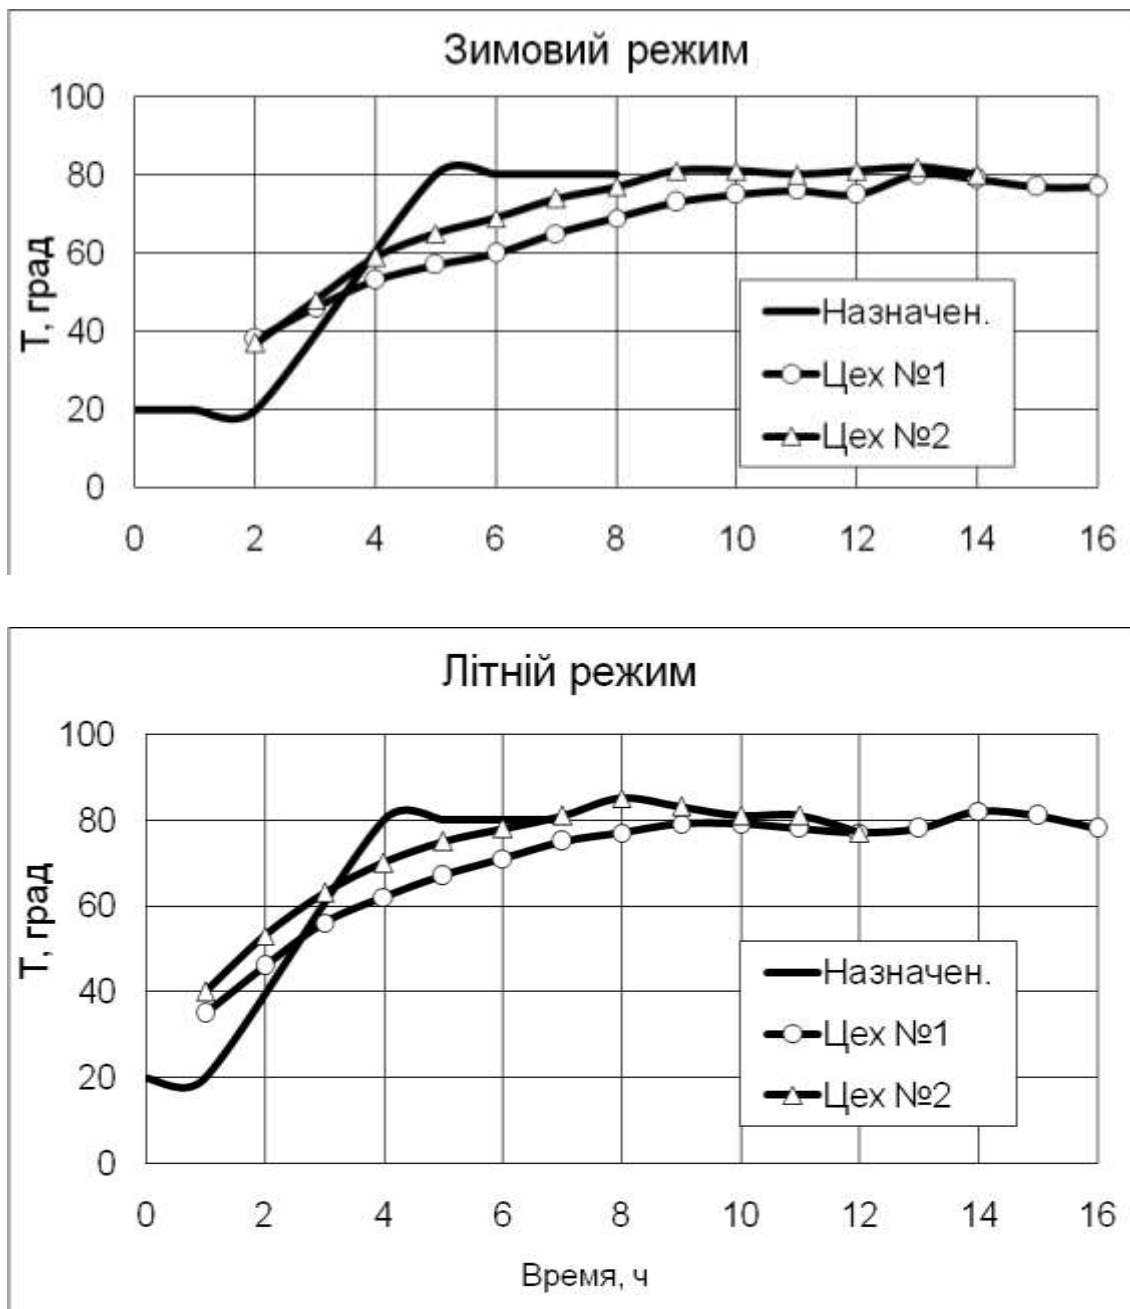 Зимовий режим
100
80
60
40
20
0
Т, град
0 2 4 6 8 10 12 14 16
Назначен.
Цех №1
Цех №2
Літній режим
100
80
60
40
20
0
Т, град
0 2 4 6 8 10 12 14 16
Назначен.
Цех №1
Цех №2
Время, ч